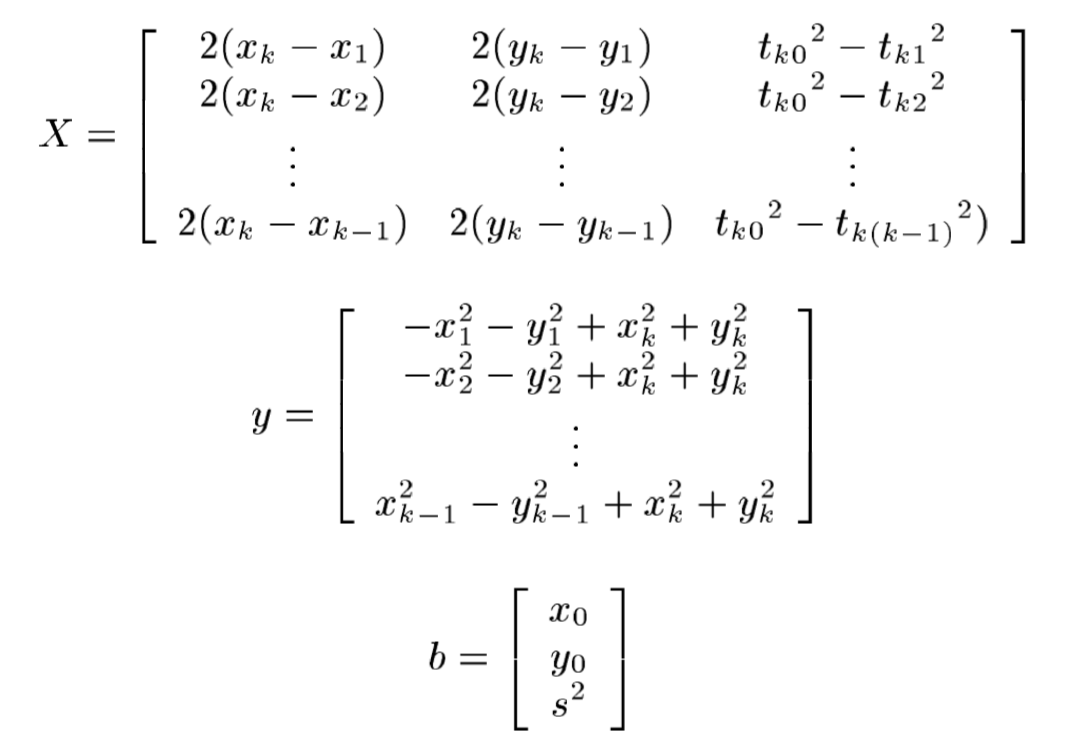 X = [ 2(x_k − x_1) 2(y_k − y_1) t_{k0}^2 − t_{k1}^2
2(x_k − x_2) 2(y_k − y_2) t_{k0}^2 − t_{k2}^2
⋮ ⋮ ⋮
2(x_k − x_{k−1}) 2(y_k − y_{k−1}) t_{k0}^2 − t_{k(k−1)}^2) ]
y = [ −x_1^2 − y_1^2 + x_k^2 + y_k^2
−x_2^2 − y_2^2 + x_k^2 + y_k^2
⋮
x_{k−1}^2 − y_{k−1}^2 + x_k^2 + y_k^2 ]
b = [ x_0
y_0
s^2 ]